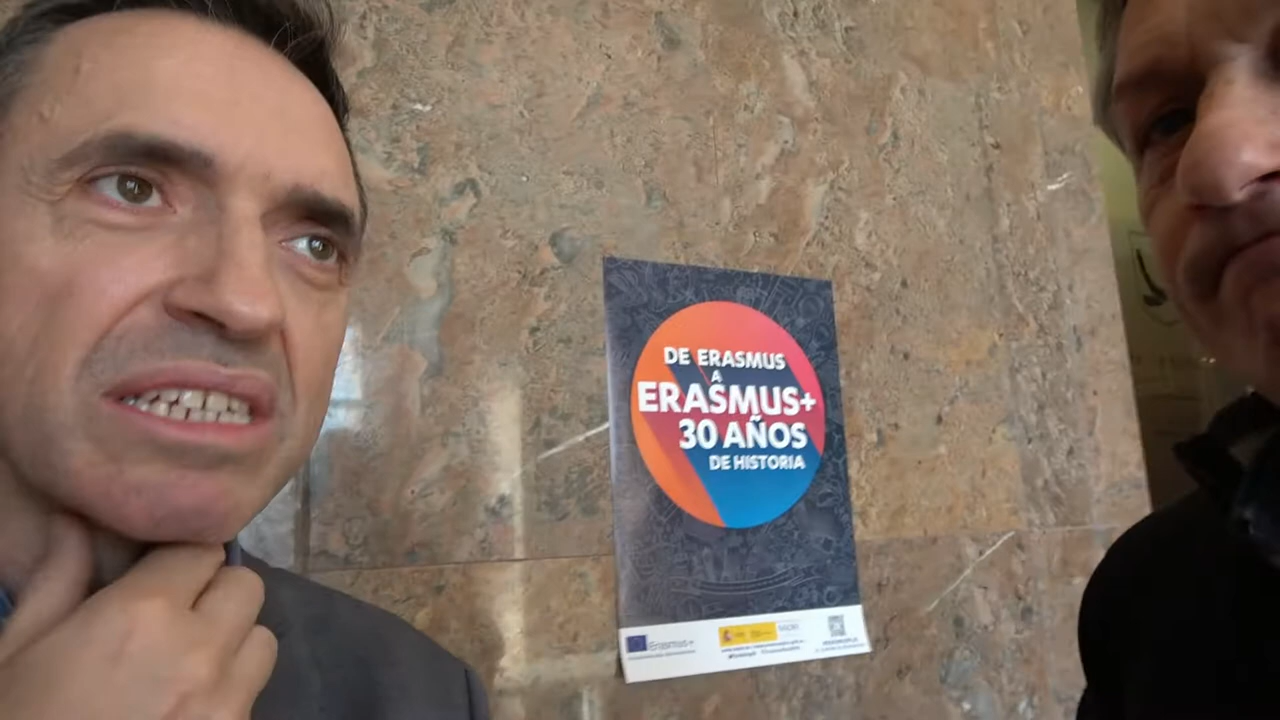 DE ERASMUS
A
ERASMUS+
30 AÑOS
DE HISTORIA
Erasmus+